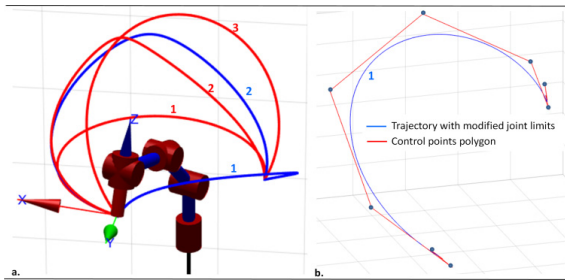 3
2
2
1
Z
1
X
Y
a.
1
Trajectory with modified joint limits
Control points polygon
b.